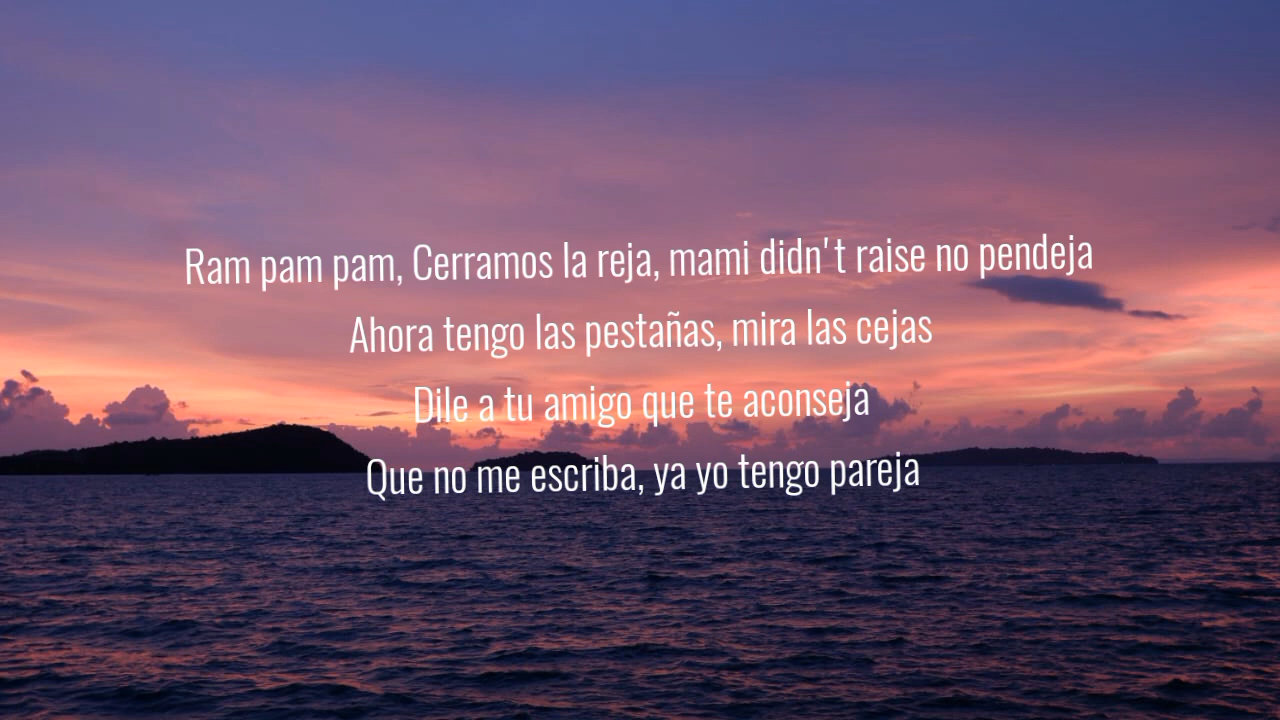 Ram pam pam, Cerramos la reja, mami didn't raise no pendeja
Ahora tengo las pestañas, mira las cejas
Dile a tu amigo que te aconseja
Que no me escriba, ya yo tengo pareja